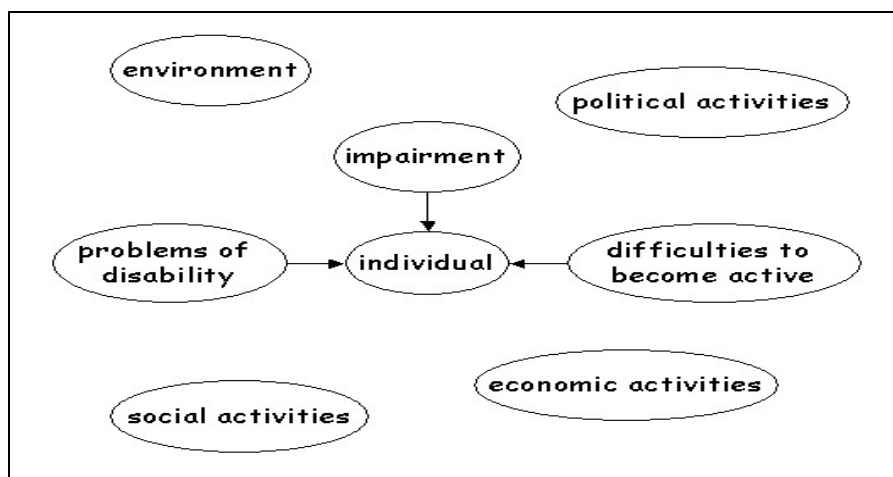 environment
political activities
impairment
problems of
disability
individual
difficulties to
become active
economic activities
social activities